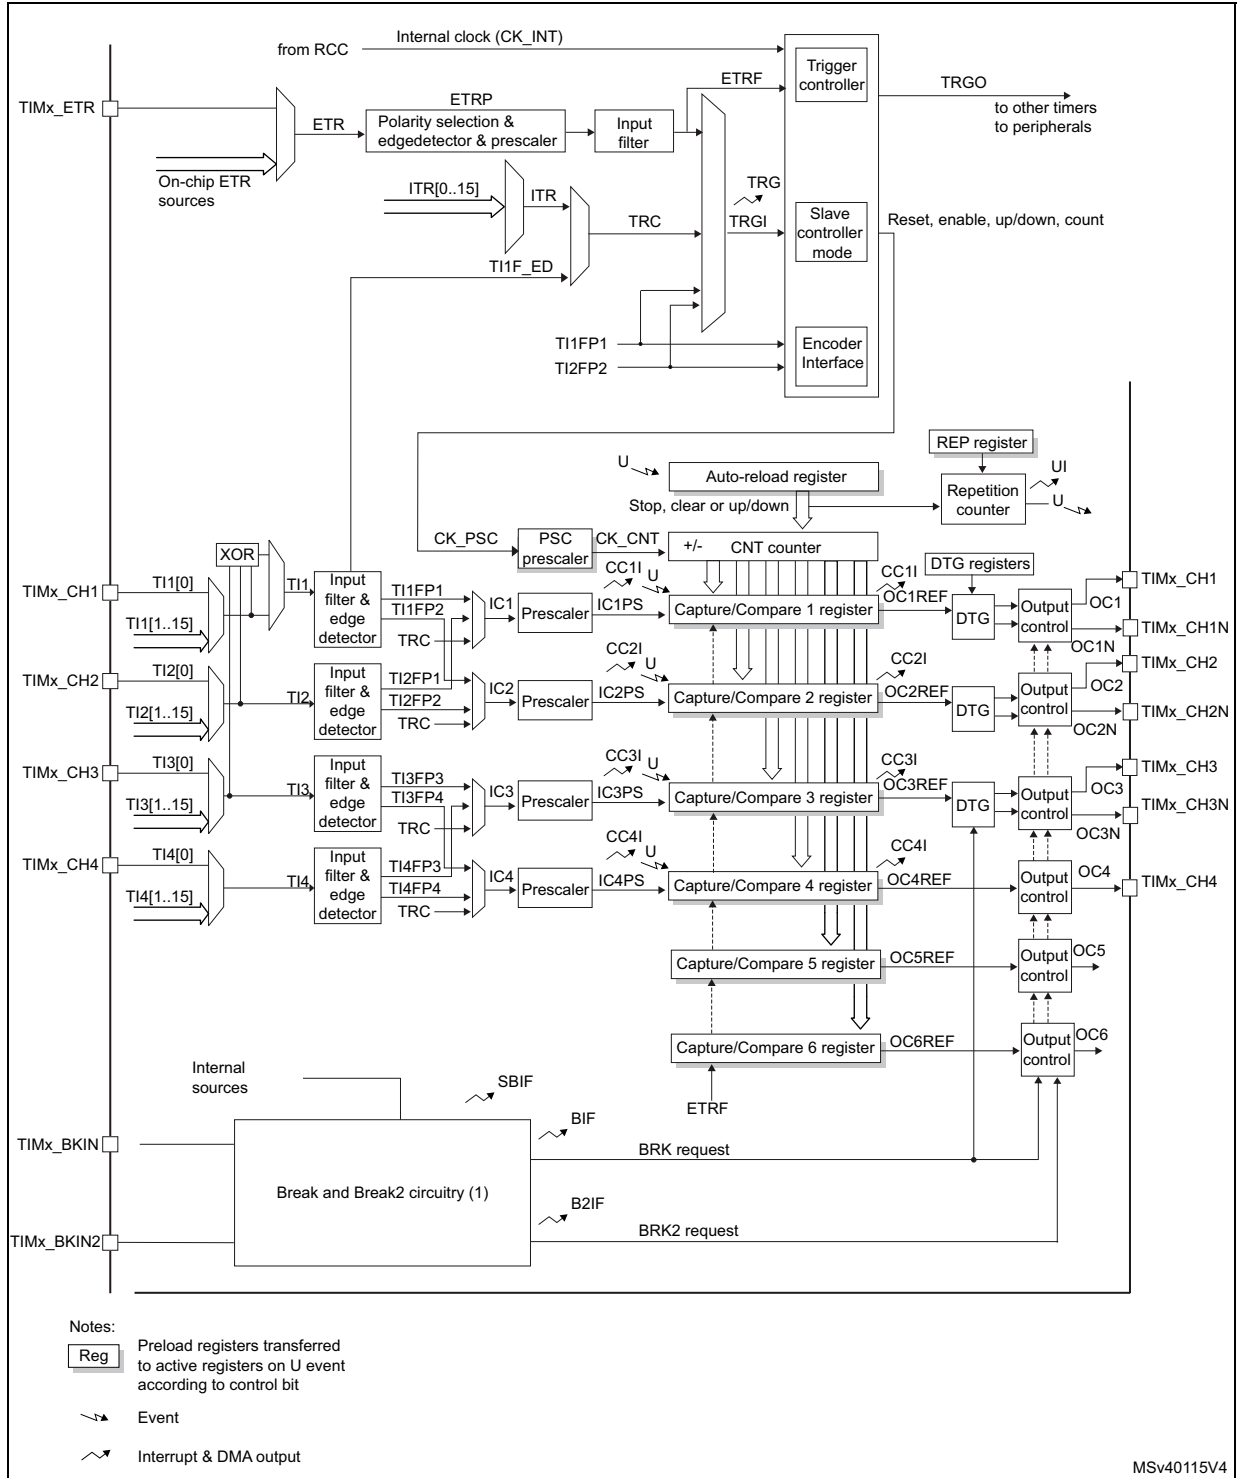 Internal clock (CK_INT)
from RCC
Trigger
controller
ETRF
TRGO
to other timers
to peripherals
TIMx_ETR
ETRP
ETR
Polarity selection &
edgedetector & prescaler
Input
filter
On-chip ETR
sources
ITR[0..15]
ITR
TRG
TRC
TRGI
Slave
controller
mode
Reset, enable, up/down, count
TI1F_ED
TI1FP1
TI2FP2
Encoder
Interface
REP register
U
Auto-reload register
UI
Repetition
counter
U
Stop, clear or up/down
CK_PSC
PSC
prescaler
CK_CNT
+/-
CNT counter
XOR
DTG registers
TIMx_CH1
TI1[0]
TI1[1..15]
TI1
Input
filter &
edge
detector
TI1FP1
TI1FP2
TRC
IC1
Prescaler
IC1PS
CC1I
U
Capture/Compare 1 register
CC1I
OC1REF
DTG
Output
control
OC1
TIMx_CH1
TIMx_CH1N
OC1N
TIMx_CH2
TI2[0]
TI2[1..15]
TI2
Input
filter &
edge
detector
TI2FP1
TI2FP2
TRC
IC2
Prescaler
IC2PS
CC2I
U
Capture/Compare 2 register
CC2I
OC2REF
DTG
Output
control
OC2
TIMx_CH2
TIMx_CH2N
OC2N
TIMx_CH3
TI3[0]
TI3[1..15]
TI3
Input
filter &
edge
detector
TI3FP3
TI3FP4
TRC
IC3
Prescaler
IC3PS
CC3I
U
Capture/Compare 3 register
CC3I
OC3REF
DTG
Output
control
OC3
TIMx_CH3
TIMx_CH3N
OC3N
TIMx_CH4
TI4[0]
TI4[1..15]
TI4
Input
filter &
edge
detector
TI4FP3
TI4FP4
TRC
IC4
Prescaler
IC4PS
CC4I
U
Capture/Compare 4 register
CC4I
OC4REF
Output
control
OC4
TIMx_CH4
Capture/Compare 5 register
OC5REF
Output
control
OC5
Capture/Compare 6 register
OC6REF
Output
control
OC6
ETRF
Internal
sources
SBIF
TIMx_BKIN
BIF
BRK request
Break and Break2 circuitry (1)
B2IF
TIMx_BKIN2
BRK2 request
Notes:
Reg
Preload registers transferred
to active registers on U event
according to control bit
Event
Interrupt & DMA output
MSv40115V4